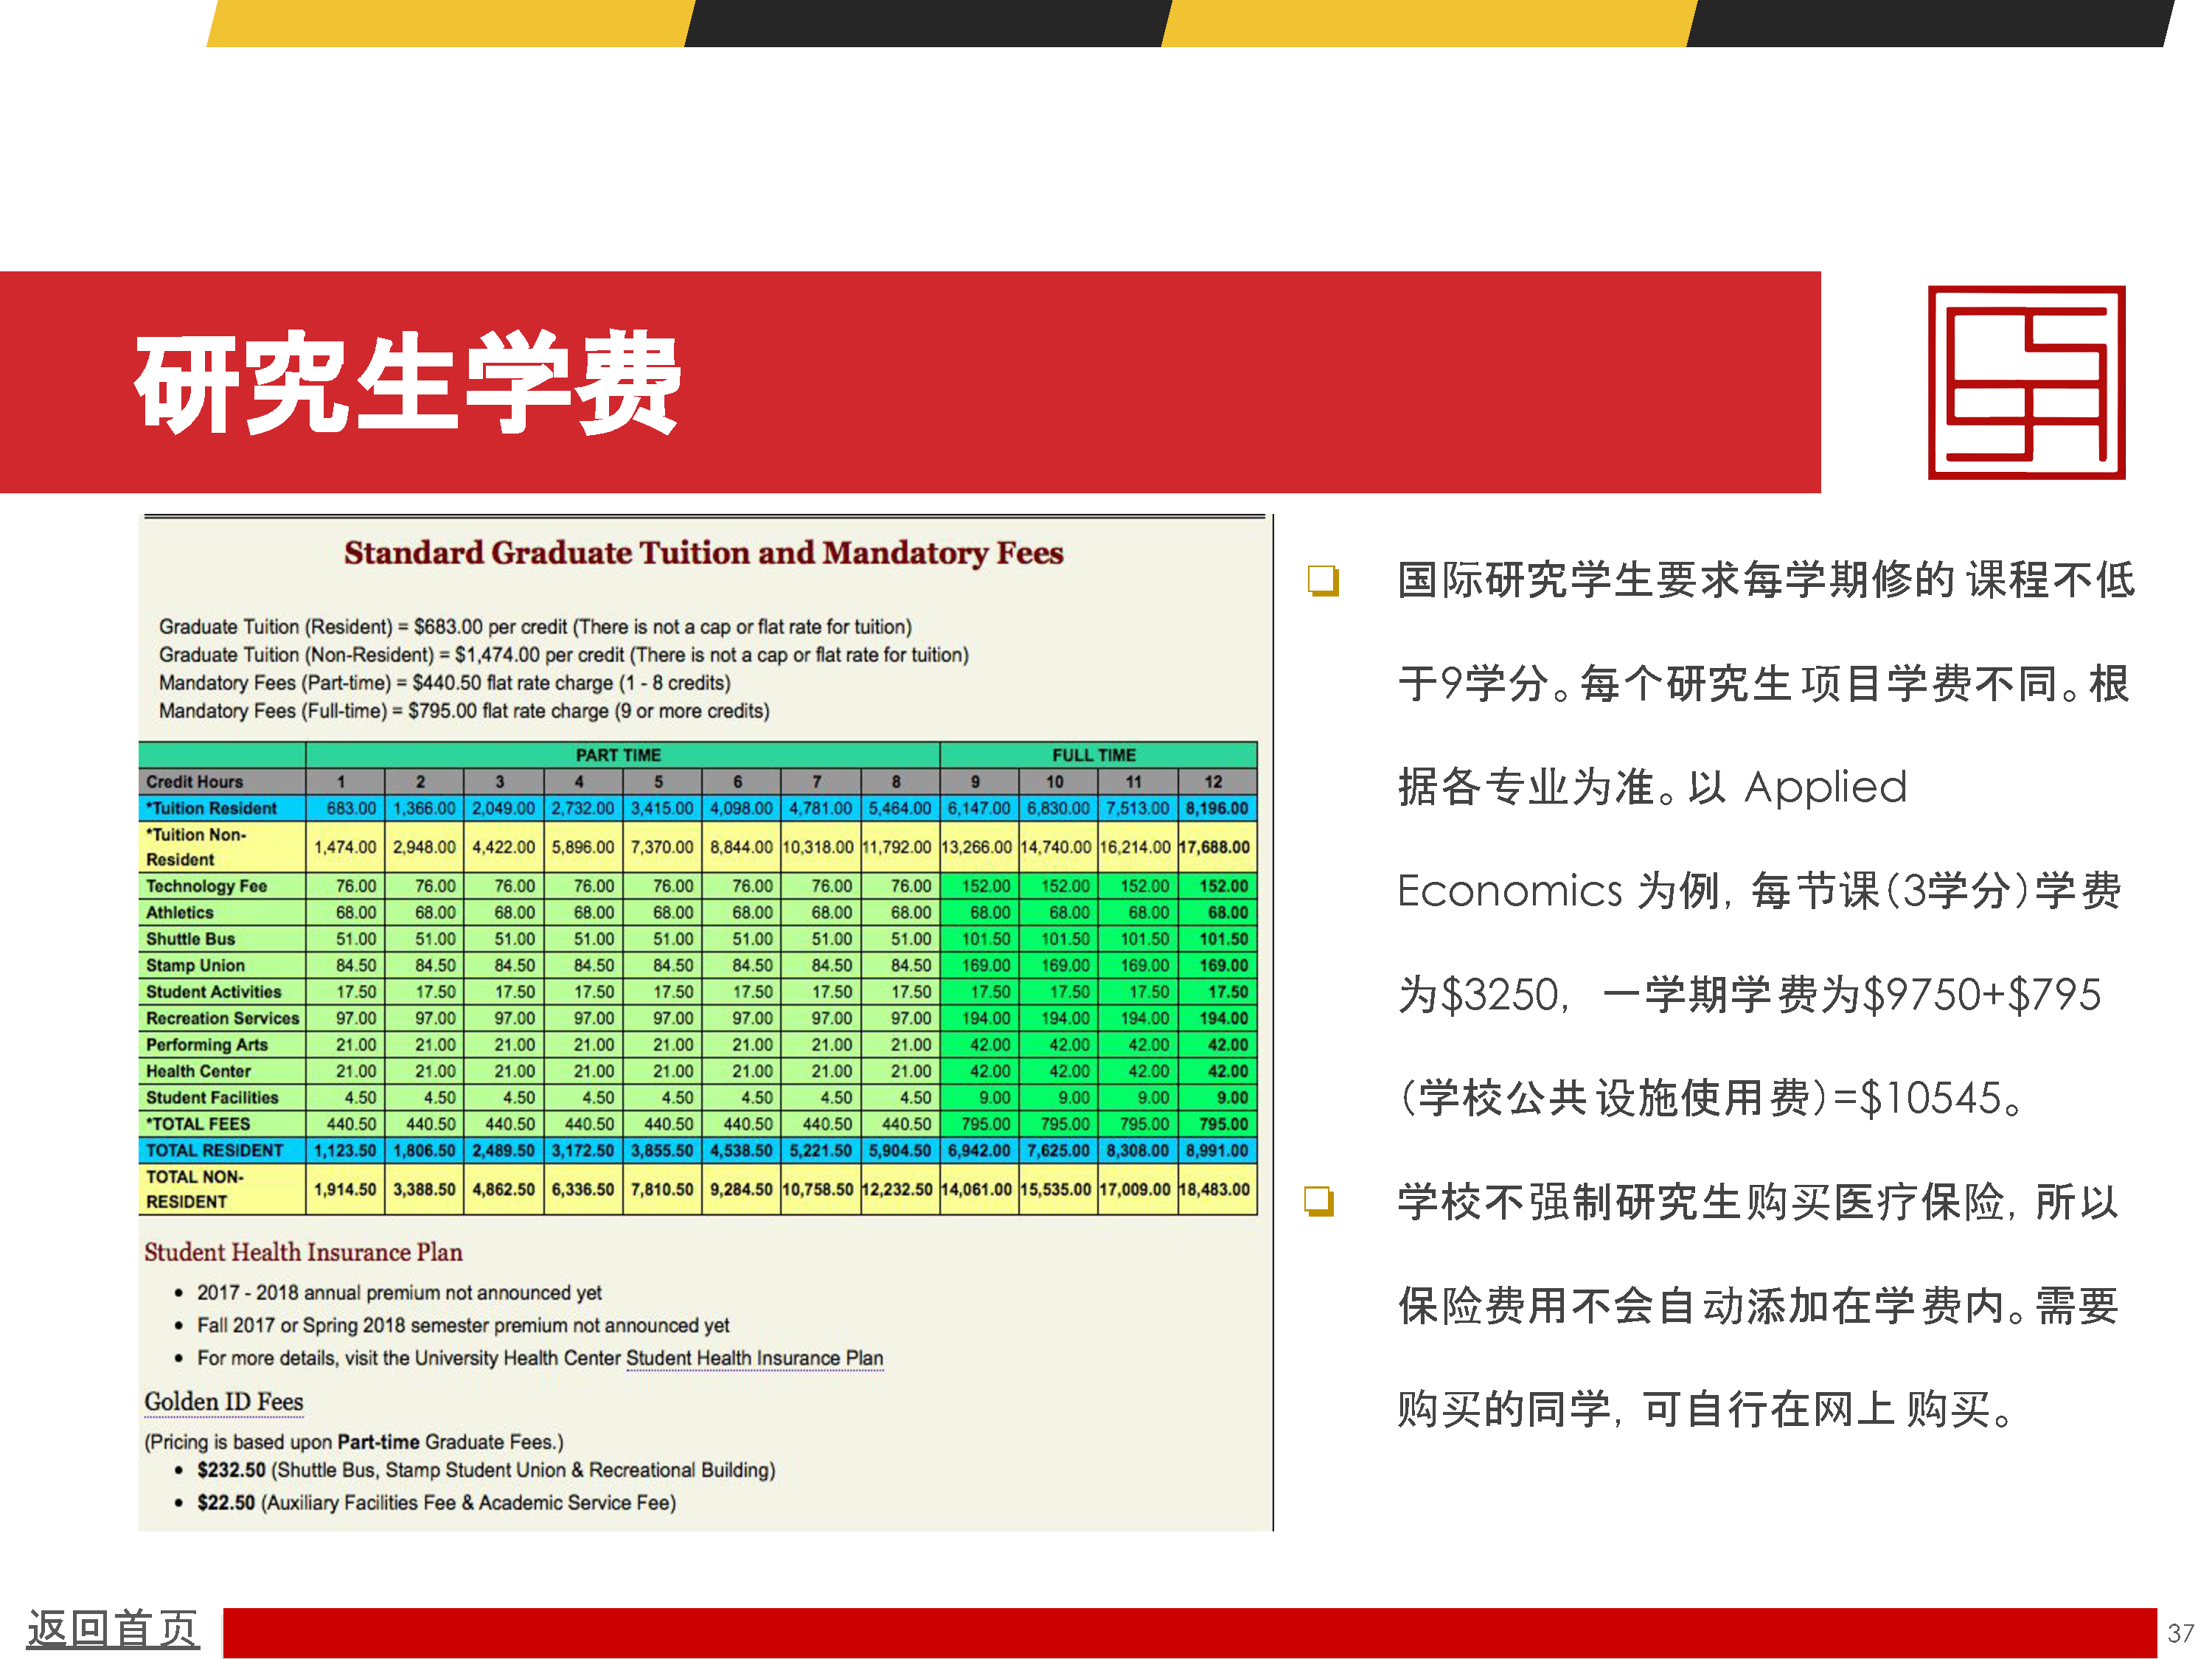 研究生学费
Standard Graduate Tuition and Mandatory Fees
Graduate Tuition (Resident) = $683.00 per credit (There is not a cap or flat rate for tuition)
Graduate Tuition (Non-Resident) = $1,474.00 per credit (There is not a cap or flat rate for tuition)
Mandatory Fees (Part-time) = $440.50 flat rate charge (1 - 8 credits)
Mandatory Fees (Full-time) = $795.00 flat rate charge (9 or more credits)
PART TIME FULL TIME
Credit Hours 1 2 3 4 5 6 7 8 9 10 11 12
*Tuition Resident 683.00 1,366.00 2,049.00 2,732.00 3,415.00 4,098.00 4,781.00 5,464.00 6,147.00 6,830.00 7,513.00 8,196.00
*Tuition Non-
Resident 1,474.00 2,948.00 4,422.00 5,896.00 7,370.00 8,844.00 10,318.00 11,792.00 13,266.00 14,740.00 16,214.00 17,688.00
Technology Fee 76.00 76.00 76.00 76.00 76.00 76.00 76.00 76.00 152.00 152.00 152.00 152.00
Athletics 68.00 68.00 68.00 68.00 68.00 68.00 68.00 68.00 68.00 68.00 68.00 68.00
Shuttle Bus 51.00 51.00 51.00 51.00 51.00 51.00 51.00 51.00 101.50 101.50 101.50 101.50
Stamp Union 84.50 84.50 84.50 84.50 84.50 84.50 84.50 84.50 169.00 169.00 169.00 169.00
Student Activities 17.50 17.50 17.50 17.50 17.50 17.50 17.50 17.50 17.50 17.50 17.50 17.50
Recreation Services 97.00 97.00 97.00 97.00 97.00 97.00 97.00 97.00 194.00 194.00 194.00 194.00
Performing Arts 21.00 21.00 21.00 21.00 21.00 21.00 21.00 21.00 42.00 42.00 42.00 42.00
Health Center 21.00 21.00 21.00 21.00 21.00 21.00 21.00 21.00 42.00 42.00 42.00 42.00
Student Facilities 4.50 4.50 4.50 4.50 4.50 4.50 4.50 4.50 9.00 9.00 9.00 9.00
*TOTAL FEES 440.50 440.50 440.50 440.50 440.50 440.50 440.50 440.50 795.00 795.00 795.00 795.00
TOTAL RESIDENT 1,123.50 1,806.50 2,489.50 3,172.50 3,855.50 4,538.50 5,221.50 5,904.50 6,942.00 7,625.00 8,308.00 8,991.00
TOTAL NON-
RESIDENT 1,914.50 3,388.50 4,862.50 6,336.50 7,810.50 9,284.50 10,758.50 12,232.50 14,061.00 15,535.00 17,009.00 18,483.00
Student Health Insurance Plan
• 2017 - 2018 annual premium not announced yet
• Fall 2017 or Spring 2018 semester premium not announced yet
• For more details, visit the University Health Center Student Health Insurance Plan
Golden ID Fees
(Pricing is based upon Part-time Graduate Fees.)
• $232.50 (Shuttle Bus, Stamp Student Union & Recreational Building)
• $22.50 (Auxiliary Facilities Fee & Academic Service Fee)
国际研究学生要求每学期修的课程不低
于9学分。每个研究生项目学费不同。根
据各专业为准。以 Applied
Economics 为例,每节课(3学分)学费
为$3250, 一学期学费为$9750+$795
(学校公共设施使用费)=$10545。
学校不强制研究生购买医疗保险,所以
保险费用不会自动添加在学费内。需要
购买的同学,可自行在网上购买。
返回首页
37